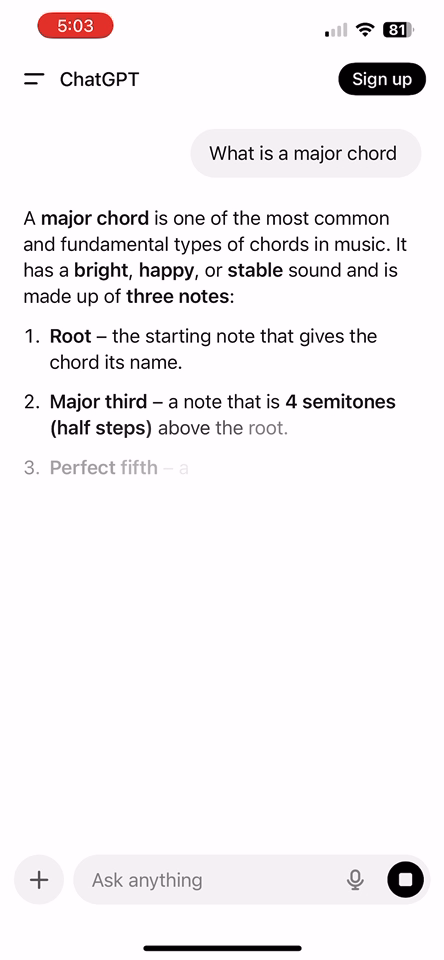 5:03
81
ChatGPT
Sign up
What is a major chord
A major chord is one of the most common
and fundamental types of chords in music. It
has a bright, happy, or stable sound and is
made up of three notes:
1. Root – the starting note that gives the
chord its name.
2. Major third – a note that is 4 semitones
(half steps) above the root.
3. Perfect fifth – a
Ask anything